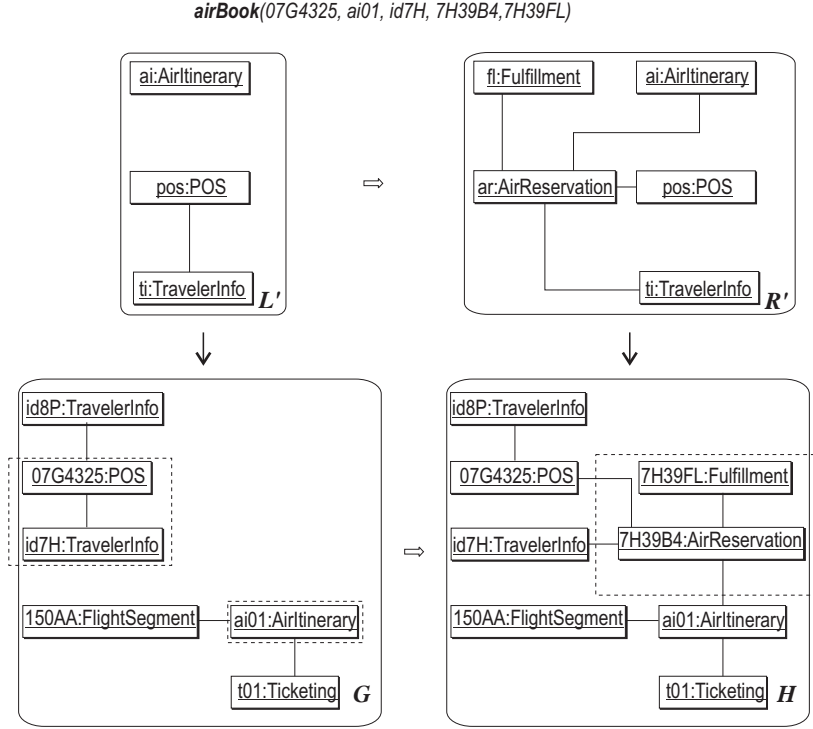 airBook(07G4325, ai01, id7H, 7H39B4,7H39FL)
ai:AirItinerary
pos:POS
ti:TravelerInfo
L'
⇨
fl:Fulfillment
ai:AirItinerary
ar:AirReservation
pos:POS
ti:TravelerInfo
R'
id8P:TravelerInfo
07G4325:POS
id7H:TravelerInfo
150AA:FlightSegment
ai01:AirItinerary
t01:Ticketing
G
⇨
id8P:TravelerInfo
07G4325:POS
7H39FL:Fulfillment
id7H:TravelerInfo
7H39B4:AirReservation
150AA:FlightSegment
ai01:AirItinerary
t01:Ticketing
H